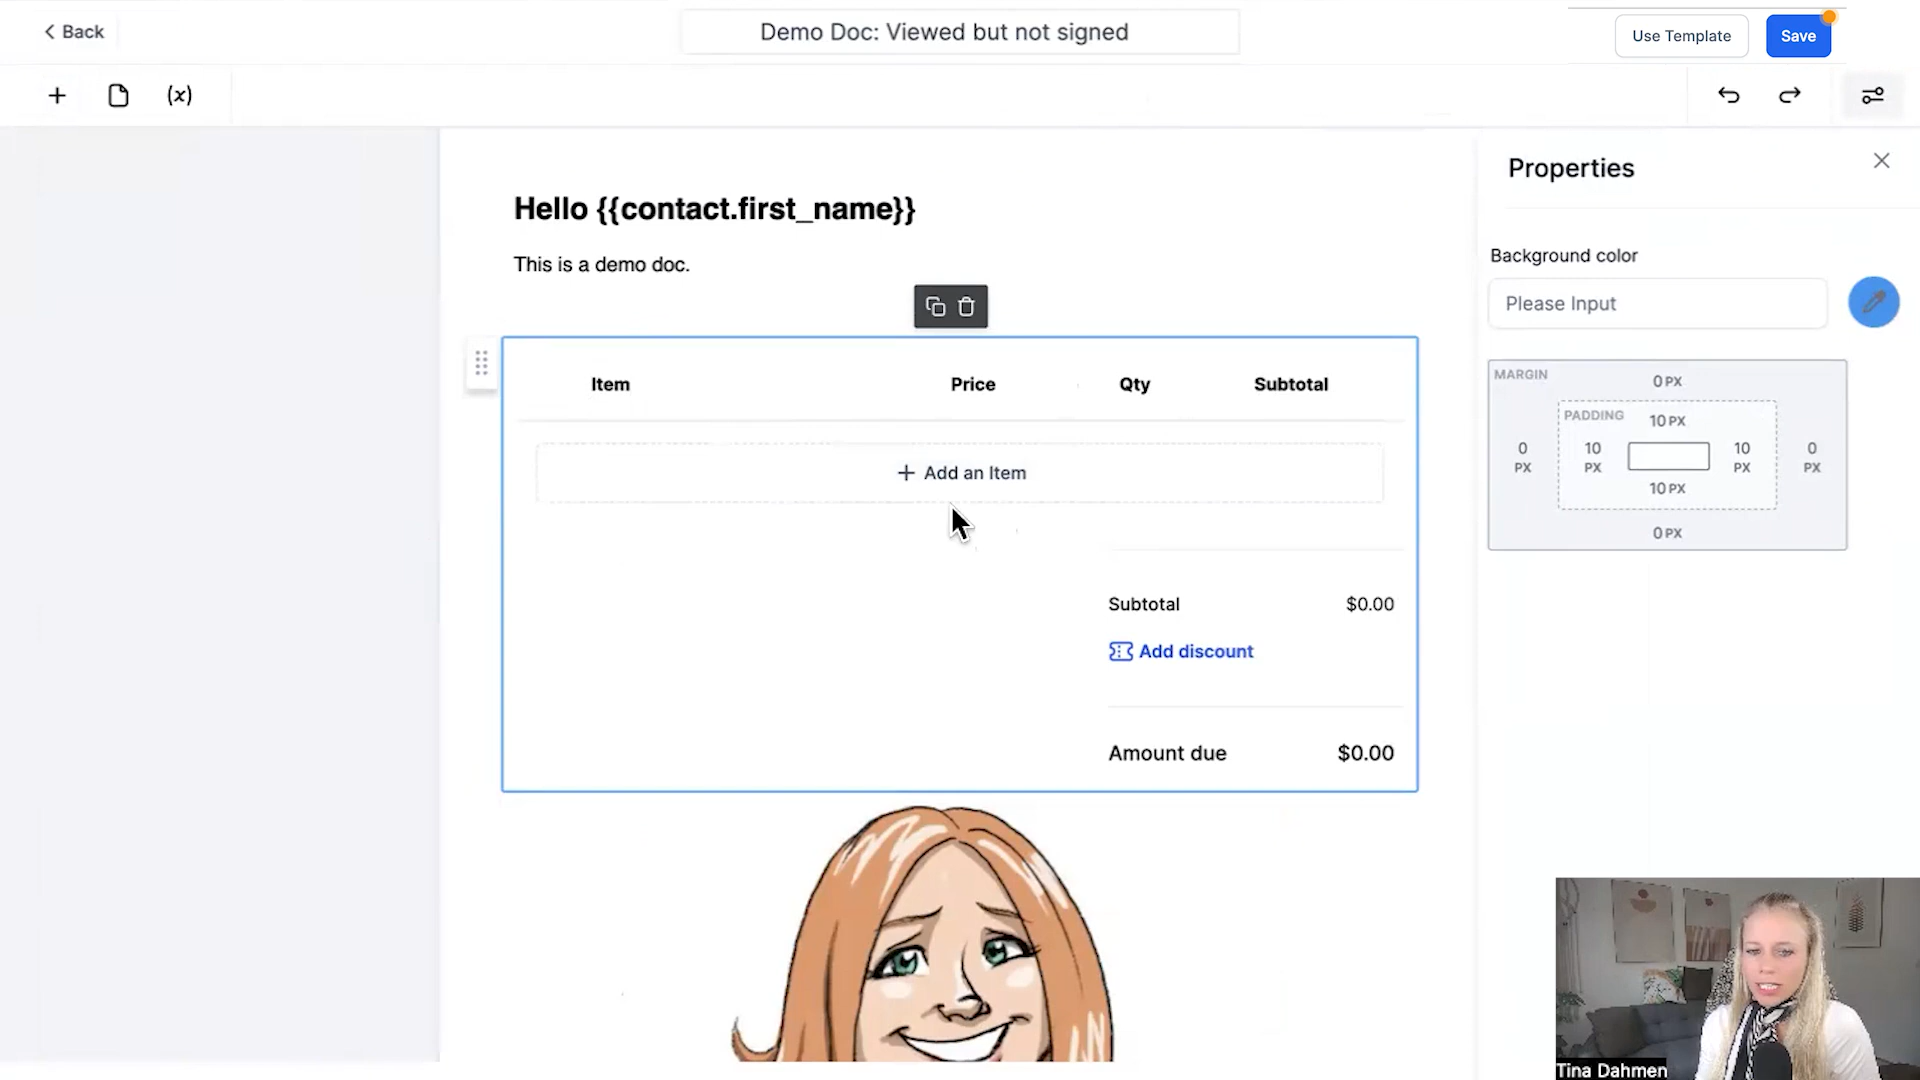 Back
Demo Doc: Viewed but not signed
Use Template
Save
(x)
Properties
Hello {{contact.first_name}}
Background color
This is a demo doc.
Please Input
Item Price Qty Subtotal
MARGIN
0 PX
PADDING
10 PX
0 PX
10 PX
10 PX
0 PX
10 PX
0 PX
+ Add an Item
Subtotal $0.00
Add discount
Amount due $0.00
Tina Dahmen